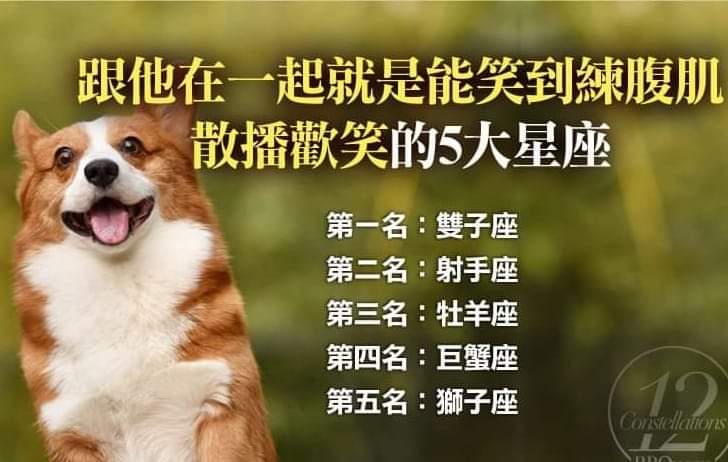 跟他在一起就是能笑到練腹肌
散播歡笑的5大星座
第一名：雙子座
第二名：射手座
第三名：牡羊座
第四名：巨蟹座
第五名：獅子座
12
Constellations